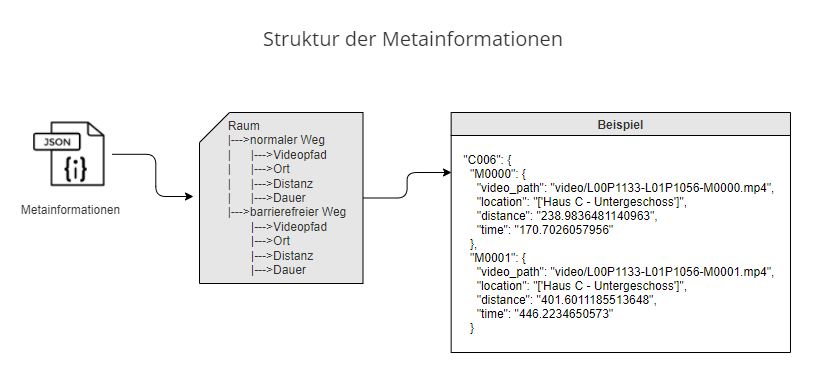 Struktur der Metainformationen
JSON
{i}
Metainformationen
Raum
|--->normaler Weg
|      |--->Videopfad
|      |--->Ort
|      |--->Distanz
|      |--->Dauer
|--->barrierefreier Weg
       |--->Videopfad
       |--->Ort
       |--->Distanz
       |--->Dauer
Beispiel
"C006": {
  "M0000": {
    "video_path": "video/L00P1133-L01P1056-M0000.mp4",
    "location": "['Haus C - Untergeschoss']",
    "distance": "238.9836481140963",
    "time": "170.7026057956"
  },
  "M0001": {
    "video_path": "video/L00P1133-L01P1056-M0001.mp4",
    "location": "['Haus C - Untergeschoss']",
    "distance": "401.6011185513648",
    "time": "446.2234650573"
  }